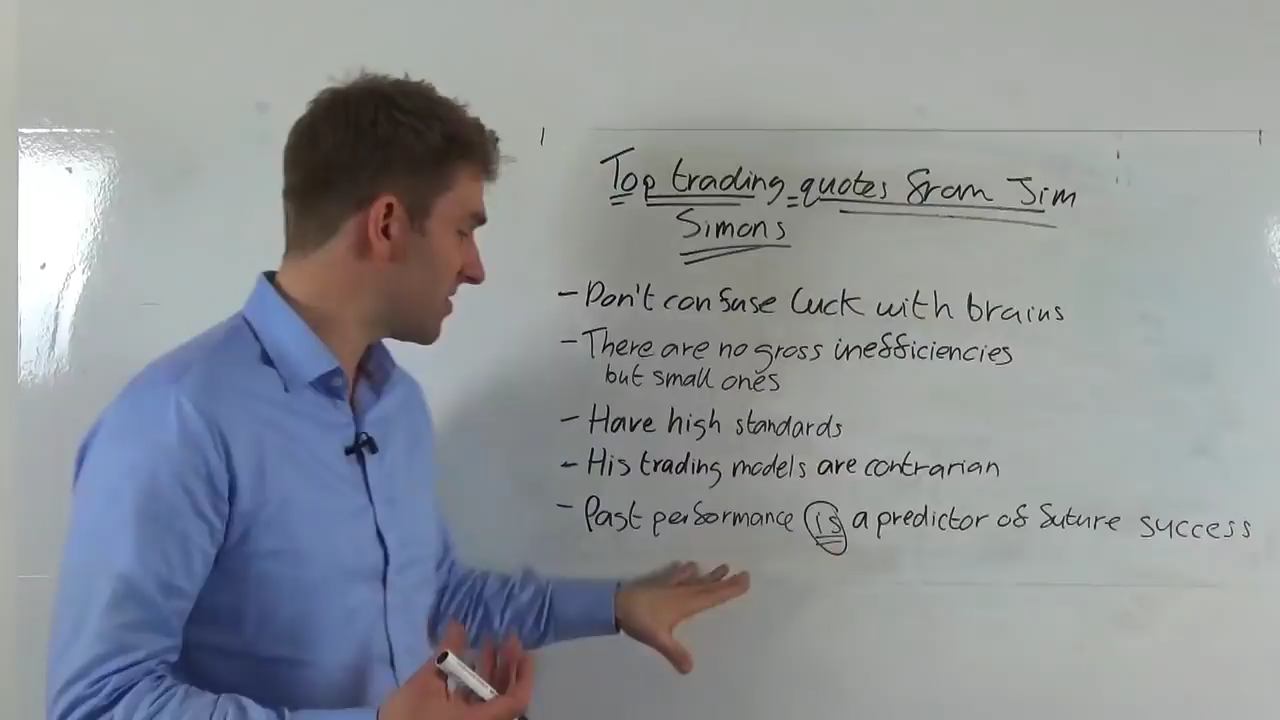 Top trading quotes from Jim
Simons
- Don't confuse luck with brains
- There are no gross inefficiencies
but small ones
- Have high standards
- His trading models are contrarian
- Past performance is a predictor of future success